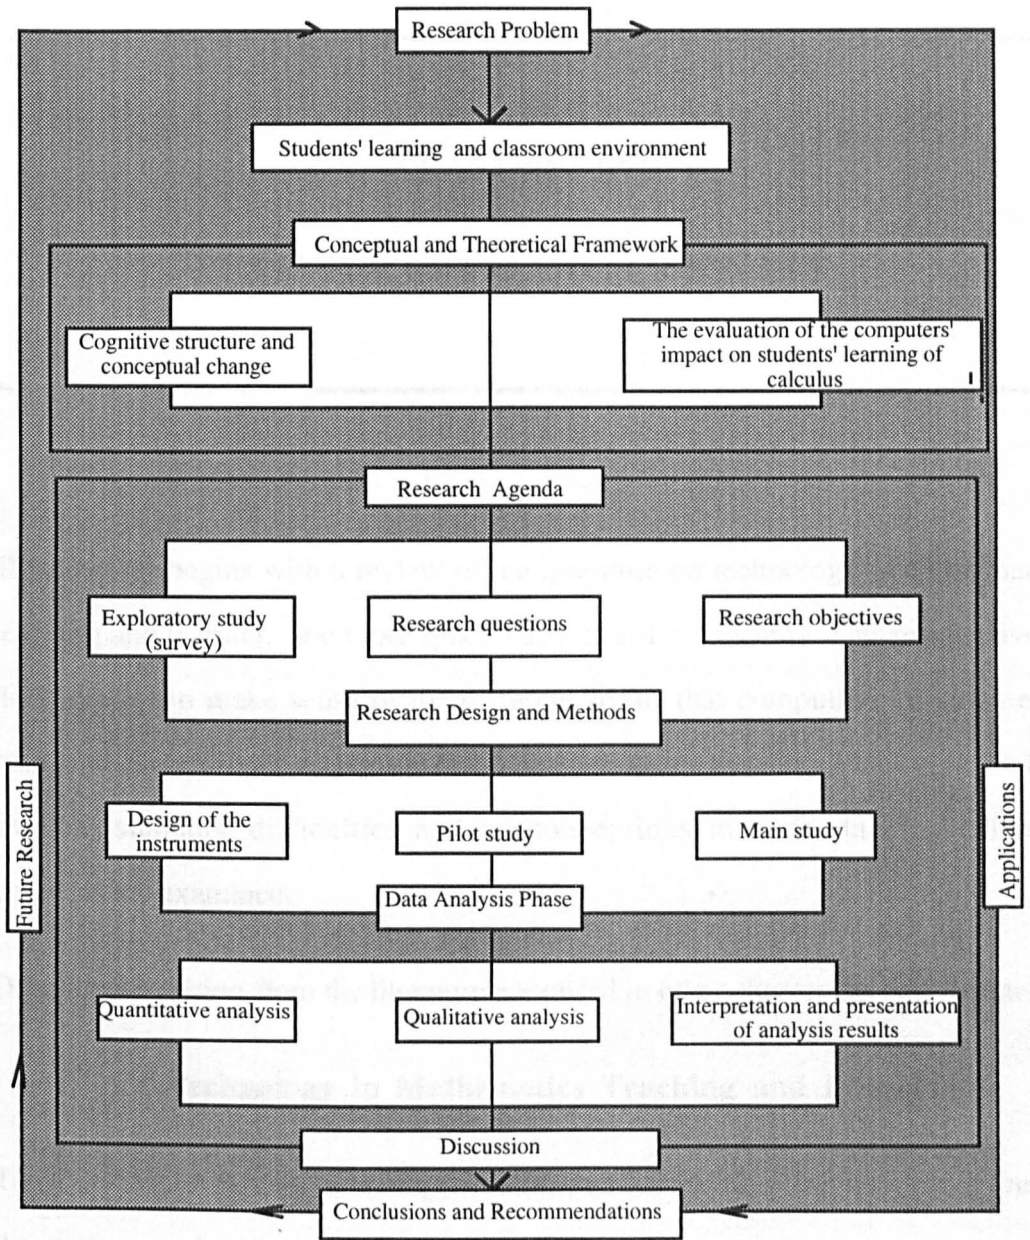 Research Problem
Students' learning and classroom environment
Conceptual and Theoretical Framework
Cognitive structure and
conceptual change
The evaluation of the computers'
impact on students' learning of
calculus
Research Agenda
Exploratory study
(survey)
Research questions
Research objectives
Research Design and Methods
Future Research
Applications
Design of the
instruments
Pilot study
Main study
Data Analysis Phase
Quantitative analysis
Qualitative analysis
Interpretation and presentation
of analysis results
Discussion
Conclusions and Recommendations